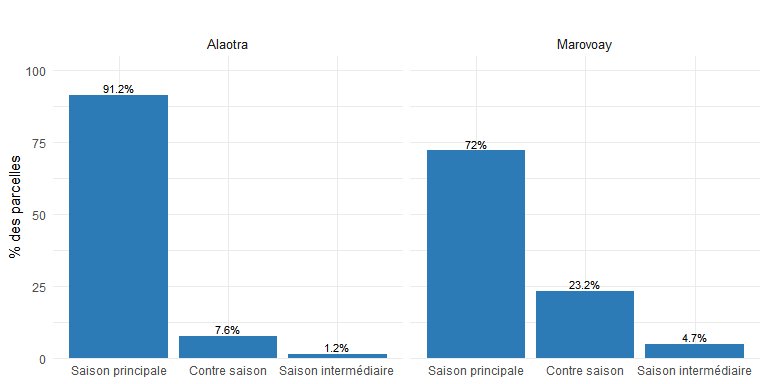 Alaotra
Marovoay
% des parcelles
100
75
50
25
0
91.2%
7.6%
1.2%
72%
23.2%
4.7%
Saison principale
Contre saison
Saison intermédiaire
Saison principale
Contre saison
Saison intermédiaire